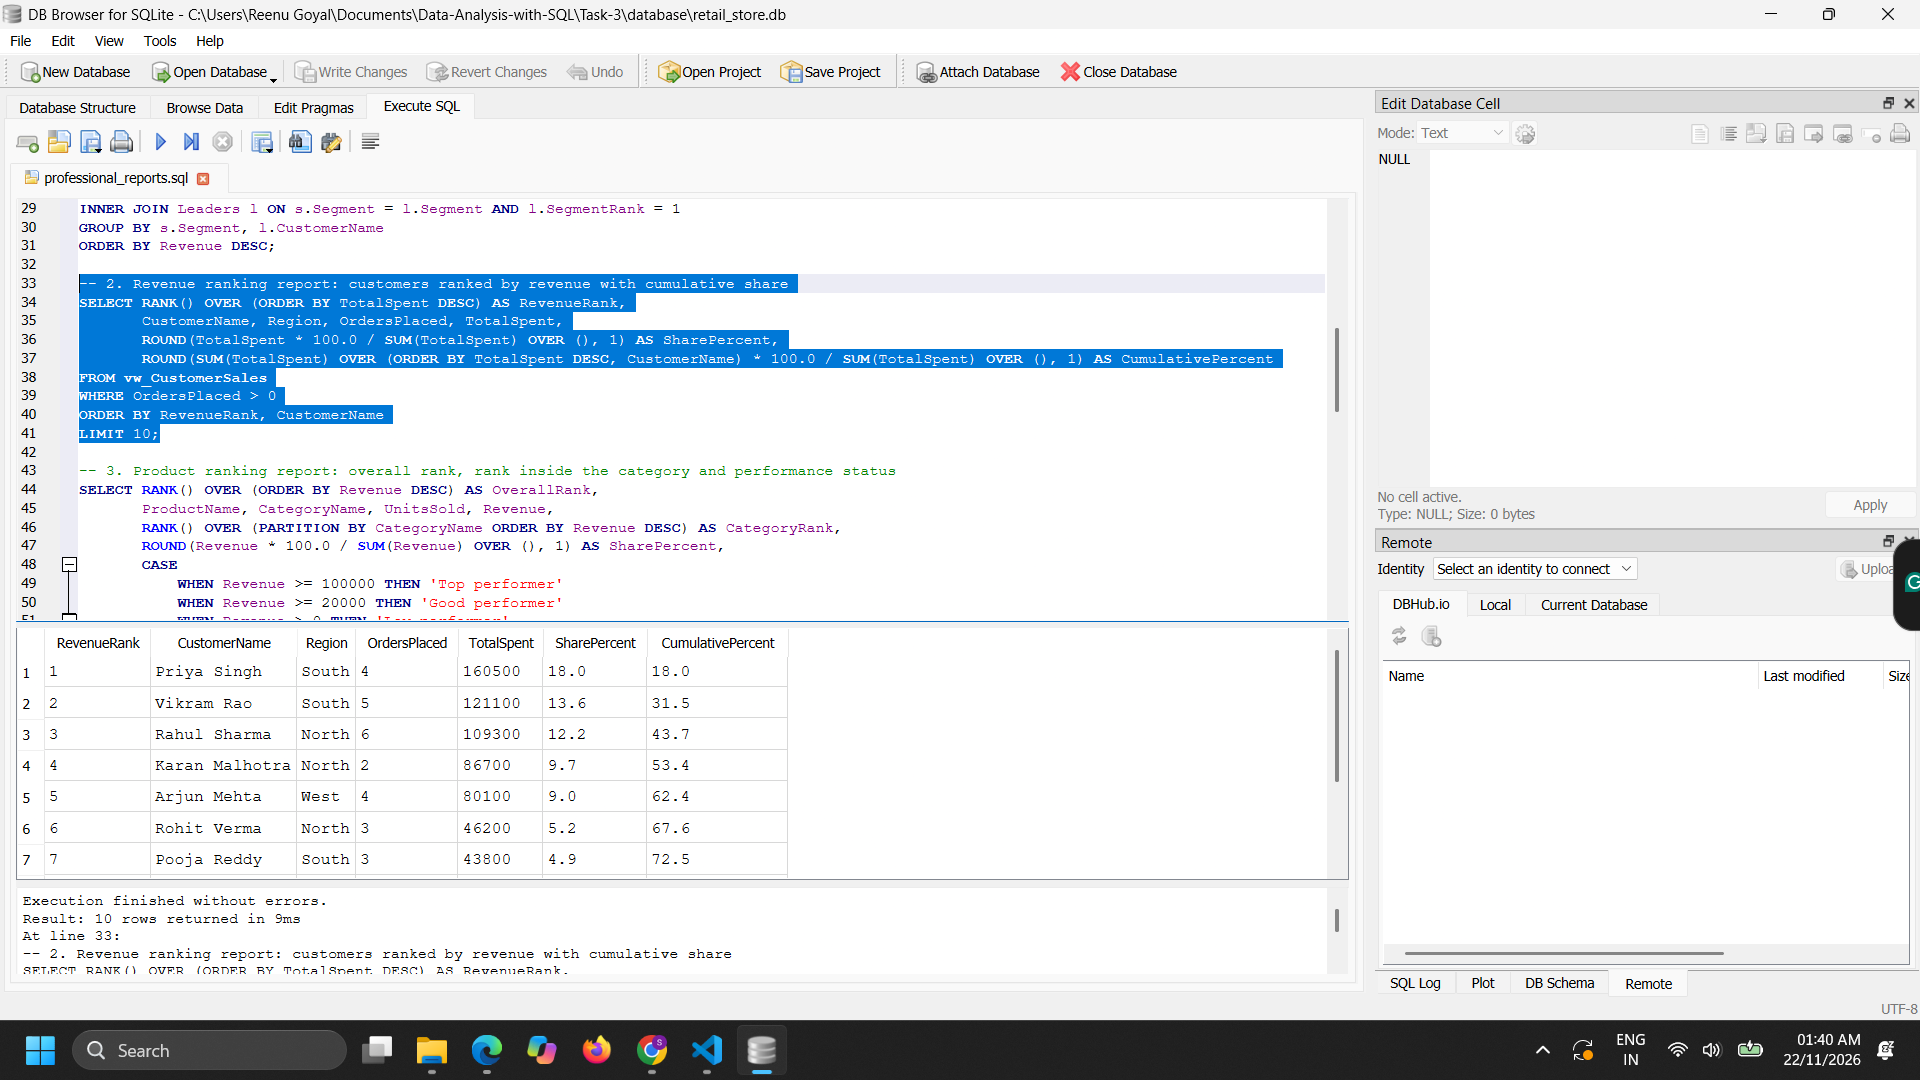 DB Browser for SQLite - C:\Users\Reenu Goyal\Documents\Data-Analysis-with-SQL\Task-3\database\retail_store.db
File Edit View Tools Help
New Database Open Database Write Changes Revert Changes Undo Open Project Save Project Attach Database Close Database
Database Structure Browse Data Edit Pragmas Execute SQL
professional_reports.sql
29 INNER JOIN Leaders l ON s.Segment = l.Segment AND l.SegmentRank = 1
30 GROUP BY s.Segment, l.CustomerName
31 ORDER BY Revenue DESC;
32
33 -- 2. Revenue ranking report: customers ranked by revenue with cumulative share
34 SELECT RANK() OVER (ORDER BY TotalSpent DESC) AS RevenueRank,
35 CustomerName, Region, OrdersPlaced, TotalSpent,
36 ROUND(TotalSpent * 100.0 / SUM(TotalSpent) OVER (), 1) AS SharePercent,
37 ROUND(SUM(TotalSpent) OVER (ORDER BY TotalSpent DESC, CustomerName) * 100.0 / SUM(TotalSpent) OVER (), 1) AS CumulativePercent
38 FROM vw_CustomerSales
39 WHERE OrdersPlaced > 0
40 ORDER BY RevenueRank, CustomerName
41 LIMIT 10;
42
43 -- 3. Product ranking report: overall rank, rank inside the category and performance status
44 SELECT RANK() OVER (ORDER BY Revenue DESC) AS OverallRank,
45 ProductName, CategoryName, UnitsSold, Revenue,
46 RANK() OVER (PARTITION BY CategoryName ORDER BY Revenue DESC) AS CategoryRank,
47 ROUND(Revenue * 100.0 / SUM(Revenue) OVER (), 1) AS SharePercent,
48 CASE
49 WHEN Revenue >= 100000 THEN 'Top performer'
50 WHEN Revenue >= 20000 THEN 'Good performer'
51 WHEN Revenue > 0 THEN 'Low performer'
RevenueRank CustomerName Region OrdersPlaced TotalSpent SharePercent CumulativePercent
1 1 Priya Singh South 4 160500 18.0 18.0
2 2 Vikram Rao South 5 121100 13.6 31.5
3 3 Rahul Sharma North 6 109300 12.2 43.7
4 4 Karan Malhotra North 2 86700 9.7 53.4
5 5 Arjun Mehta West 4 80100 9.0 62.4
6 6 Rohit Verma North 3 46200 5.2 67.6
7 7 Pooja Reddy South 3 43800 4.9 72.5
Execution finished without errors.
Result: 10 rows returned in 9ms
At line 33:
-- 2. Revenue ranking report: customers ranked by revenue with cumulative share
SELECT RANK() OVER (ORDER BY TotalSpent DESC) AS RevenueRank,
Edit Database Cell
Mode: Text
NULL
No cell active.
Type: NULL; Size: 0 bytes
Apply
Remote
Identity Select an identity to connect Uploa
DBHub.io Local Current Database
Name Last modified Size
SQL Log Plot DB Schema Remote
UTF-8
Search
ENG
IN
01:40 AM
22/11/2026